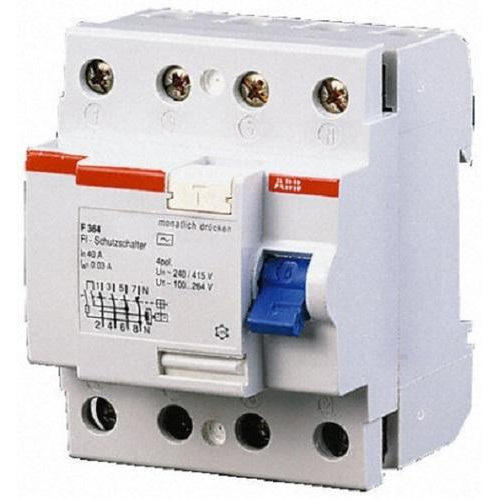 ABB
T
F 364
FI - Schutzschalter
In 40 A
IΔn 0.03 A
monatlich drücken
4pol.
Un ~ 240 / 415 V
Ut ~ 100...264 V
1 3 5 7 N
2 4 6 8 N